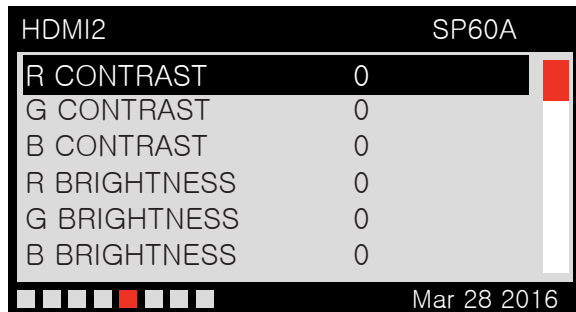 HDMI2 SP60A
R CONTRAST 0
G CONTRAST 0
B CONTRAST 0
R BRIGHTNESS 0
G BRIGHTNESS 0
B BRIGHTNESS 0
Mar 28 2016